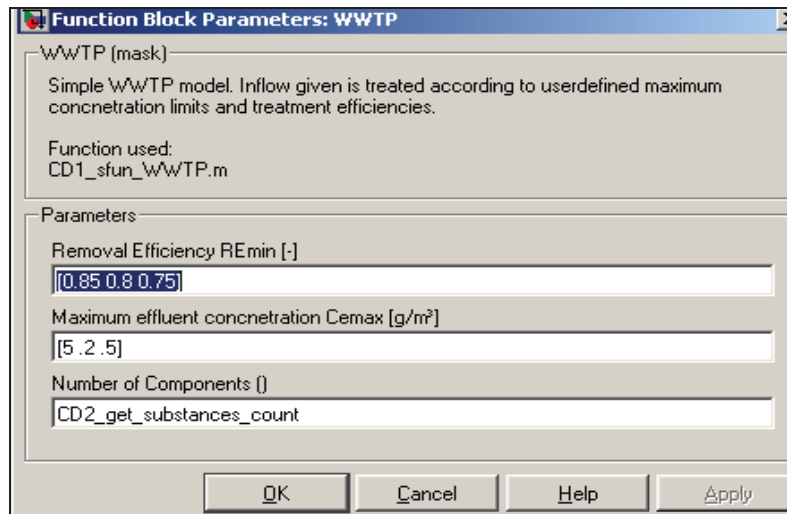 Function Block Parameters: WWTP
WWTP (mask)
Simple WWTP model. Inflow given is treated according to userdefined maximum
concnetration limits and treatment efficiencies.
Function used:
CD1_sfun_WWTP.m
Parameters
Removal Efficiency REmin [-]
[0.85 0.8 0.75]
Maximum effluent concnetration Cemax [g/m³]
[5 .2 .5]
Number of Components ()
CD2_get_substances_count
OK Cancel Help Apply